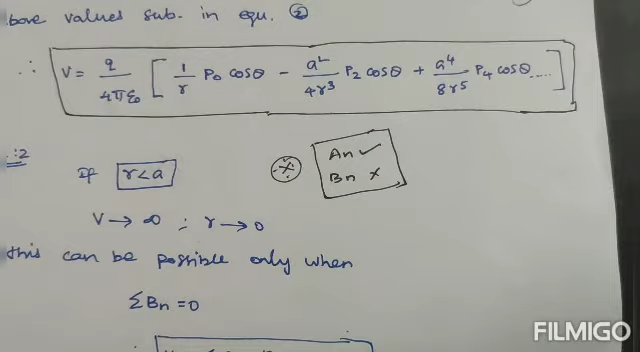 bove values sub. in equ. ②
∴ V = q/4πε₀ [ 1/r P₀ cosθ − a²/4r³ P₂ cosθ + a⁴/8r⁵ P₄ cosθ..... ]
:2
If r<a
* An ✓
Bn ×
V → ∞ ; r → 0
this can be possible only when
ΣBn = 0
FILMIGO